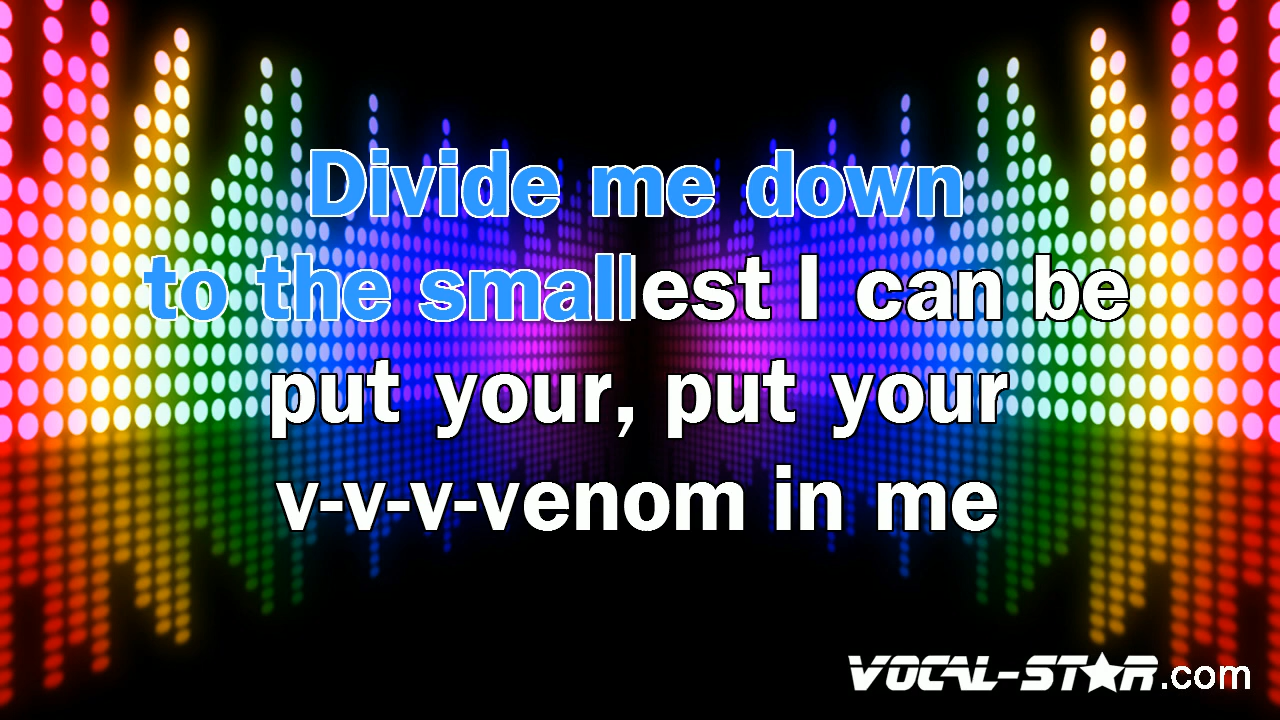 Divide me down
to the smallest I can be
put your, put your
v-v-v-venom in me
VOCAL-STAR.com